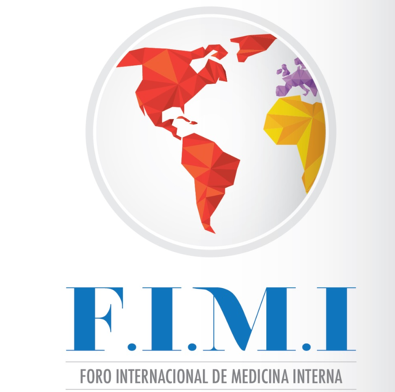 F.I.M.I
FORO INTERNACIONAL DE MEDICINA INTERNA